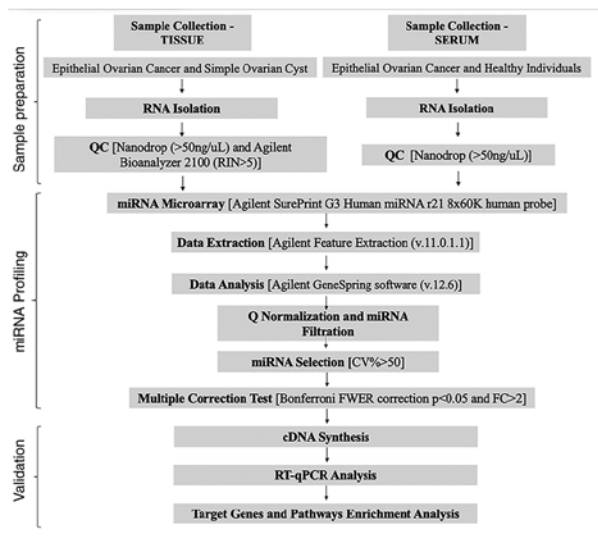 Sample Collection -
TISSUE
Sample Collection -
SERUM
Epithelial Ovarian Cancer and Simple Ovarian Cyst
Epithelial Ovarian Cancer and Healthy Individuals
RNA Isolation
RNA Isolation
QC [Nanodrop (>50ng/uL) and Agilent
Bioanalyzer 2100 (RIN>5)]
QC [Nanodrop (>50ng/uL)]
Sample preparation
miRNA Microarray [Agilent SurePrint G3 Human miRNA r21 8x60K human probe]
Data Extraction [Agilent Feature Extraction (v.11.0.1.1)]
Data Analysis [Agilent GeneSpring software (v.12.6)]
Q Normalization and miRNA
Filtration
miRNA Selection [CV%>50]
Multiple Correction Test [Bonferroni FWER correction p<0.05 and FC>2]
miRNA Profiling
cDNA Synthesis
RT-qPCR Analysis
Target Genes and Pathways Enrichment Analysis
Validation